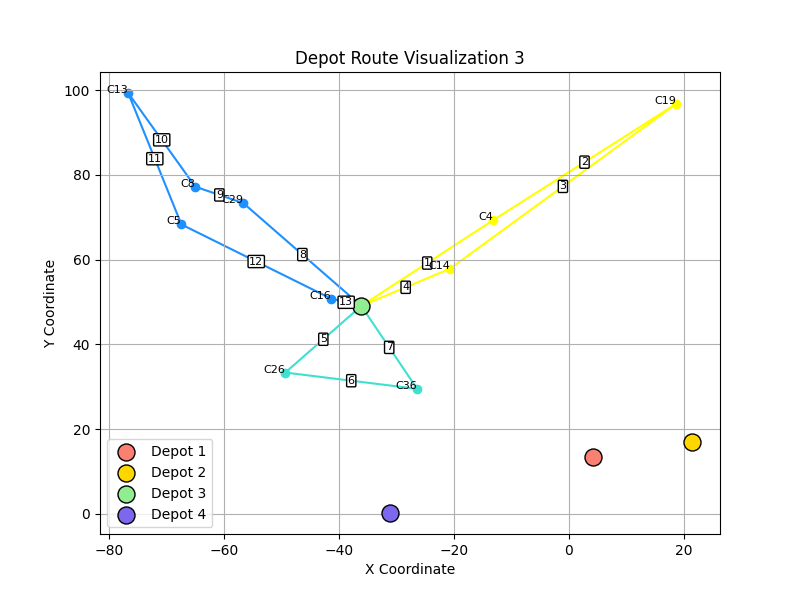 Depot Route Visualization 3
100
80
60
40
20
0
Y Coordinate
−80
−60
−40
−20
0
20
X Coordinate
C13
C19
10
11
2
3
C8
9
C29
C5
C4
8
12
1
C14
4
C16
13
5
7
C26
6
C36
Depot 1
Depot 2
Depot 3
Depot 4